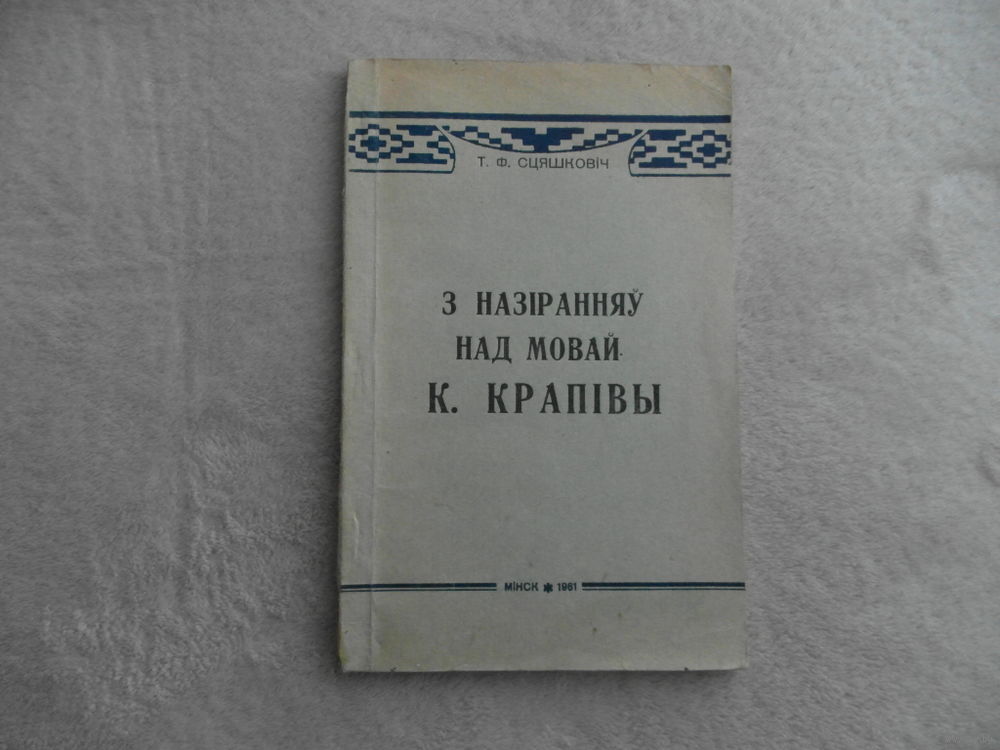 Т. Ф. СЦЯШКОВІЧ
З НАЗІРАННЯЎ
НАД МОВАЙ
К. КРАПІВЫ
МІНСК * 1961